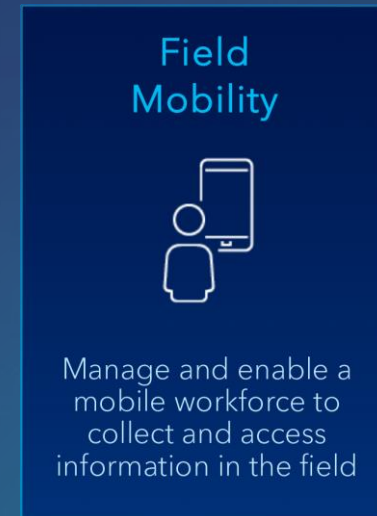 Field
Mobility
Manage and enable a
mobile workforce to
collect and access
information in the field